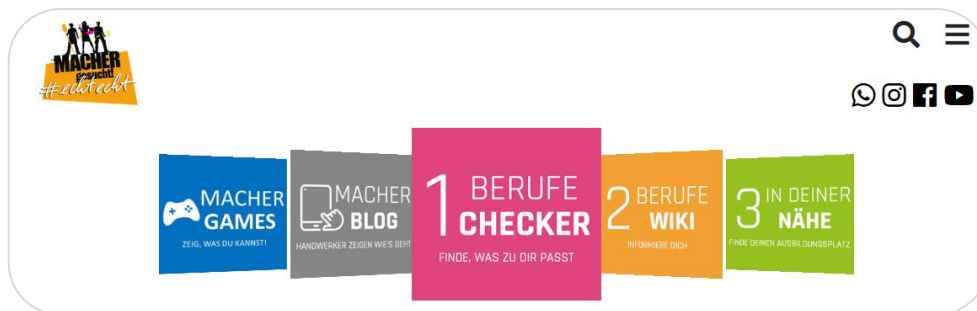 MACHER
gesucht!
#echtecht
MACHER
GAMES
ZEIG, WAS DU KANNST!
MACHER
BLOG
HANDWERKER ZEIGEN WIE'S GEHT
1 BERUFE
CHECKER
FINDE, WAS ZU DIR PASST
2 BERUFE
WIKI
INFORMIERE DICH
3 IN DEINER
NÄHE
FINDE DEINEN AUSBILDUNGSPLATZ